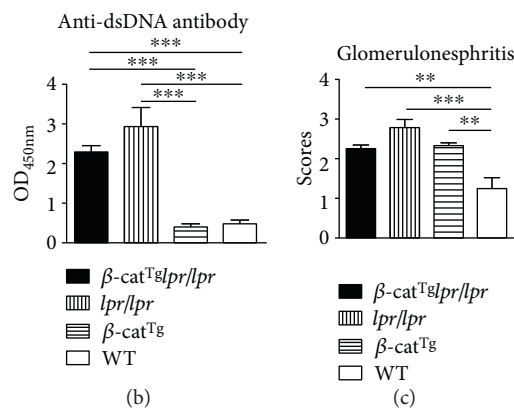 Anti-dsDNA antibody
***
***
***
***
OD450nm
4
3
2
1
0
β-catTglpr/lpr
lpr/lpr
β-catTg
WT
(b)
Glomerulonesphritis
**
***
**
Scores
4
3
2
1
0
β-catTglpr/lpr
lpr/lpr
β-catTg
WT
(c)